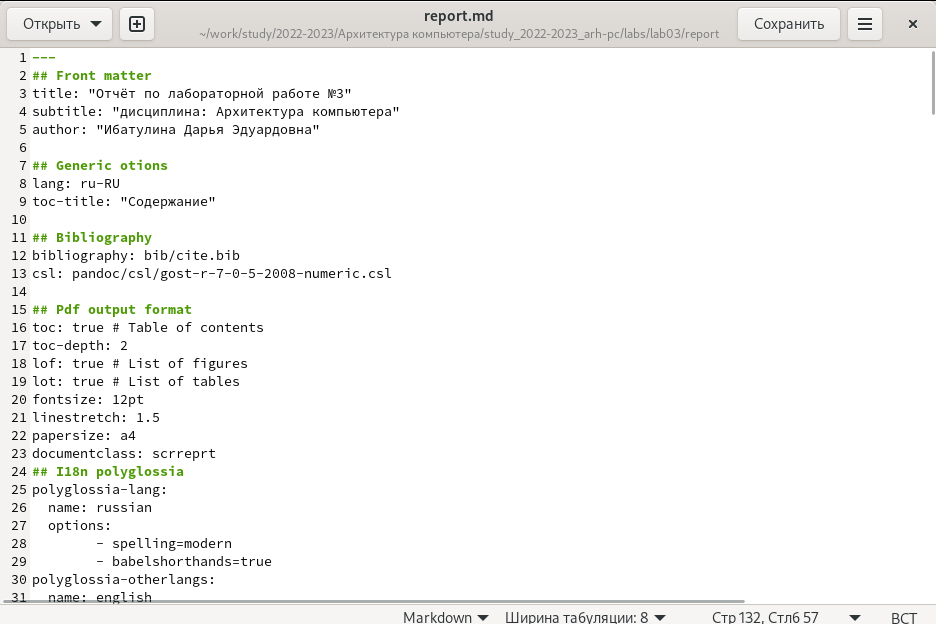 Открыть
report.md
~/work/study/2022-2023/Архитектура компьютера/study_2022-2023_arh-pc/labs/lab03/report
Сохранить
1 ---
2 ## Front matter
3 title: "Отчёт по лабораторной работе №3"
4 subtitle: "дисциплина: Архитектура компьютера"
5 author: "Ибатулина Дарья Эдуардовна"
6
7 ## Generic otions
8 lang: ru-RU
9 toc-title: "Содержание"
10
11 ## Bibliography
12 bibliography: bib/cite.bib
13 csl: pandoc/csl/gost-r-7-0-5-2008-numeric.csl
14
15 ## Pdf output format
16 toc: true # Table of contents
17 toc-depth: 2
18 lof: true # List of figures
19 lot: true # List of tables
20 fontsize: 12pt
21 linestretch: 1.5
22 papersize: a4
23 documentclass: scrreprt
24 ## I18n polyglossia
25 polyglossia-lang:
26   name: russian
27   options:
28         - spelling=modern
29         - babelshorthands=true
30 polyglossia-otherlangs:
31   name: english
Markdown Ширина табуляции: 8 Стр 132, Стлб 57 ВСТ